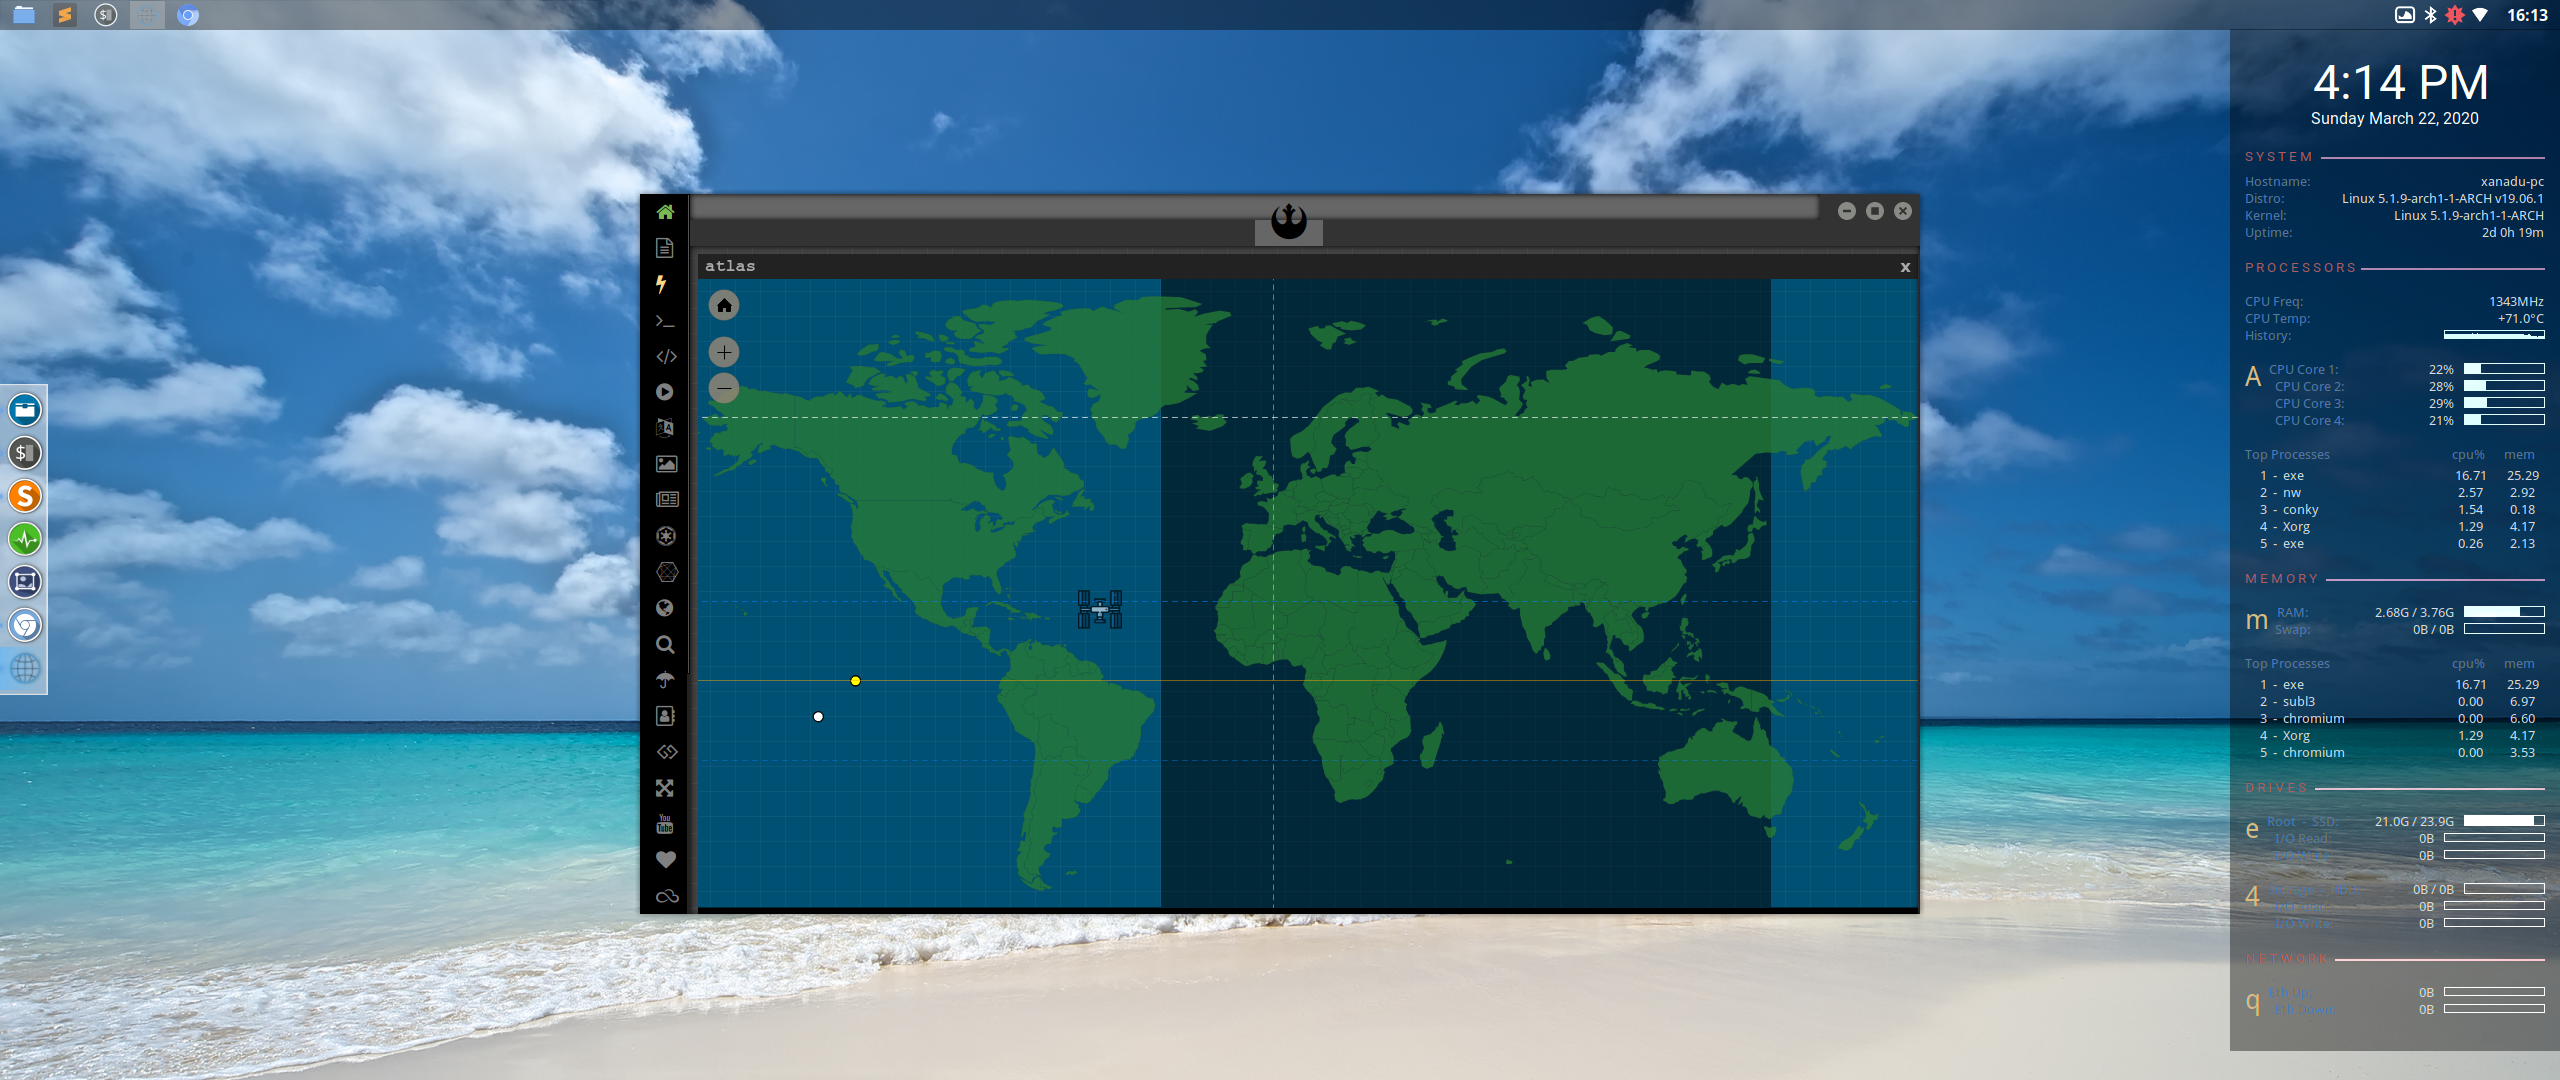 16:13
4:14 PM
Sunday March 22, 2020
SYSTEM
Hostname: xanadu-pc
Distro: Linux 5.1.9-arch1-1-ARCH v19.06.1
Kernel: Linux 5.1.9-arch1-1-ARCH
Uptime: 2d 0h 19m
PROCESSORS
CPU Freq: 1343MHz
CPU Temp: +71.0°C
History:
A CPU Core 1: 22%
CPU Core 2: 28%
CPU Core 3: 29%
CPU Core 4: 21%
Top Processes cpu% mem
1 - exe 16.71 25.29
2 - nw 2.57 2.92
3 - conky 1.54 0.18
4 - Xorg 1.29 4.17
5 - exe 0.26 2.13
MEMORY
m RAM: 2.68G / 3.76G
Swap: 0B / 0B
Top Processes cpu% mem
1 - exe 16.71 25.29
2 - subl3 0.00 6.97
3 - chromium 0.00 6.60
4 - Xorg 1.29 4.17
5 - chromium 0.00 3.53
DRIVES
e Root - SSD: 21.0G / 23.9G
I/O Read: 0B
0B
4 0B / 0B
0B
I/O Write: 0B
NETWORK
q Eth Up: 0B
Eth Down: 0B
atlas x
You
Tube